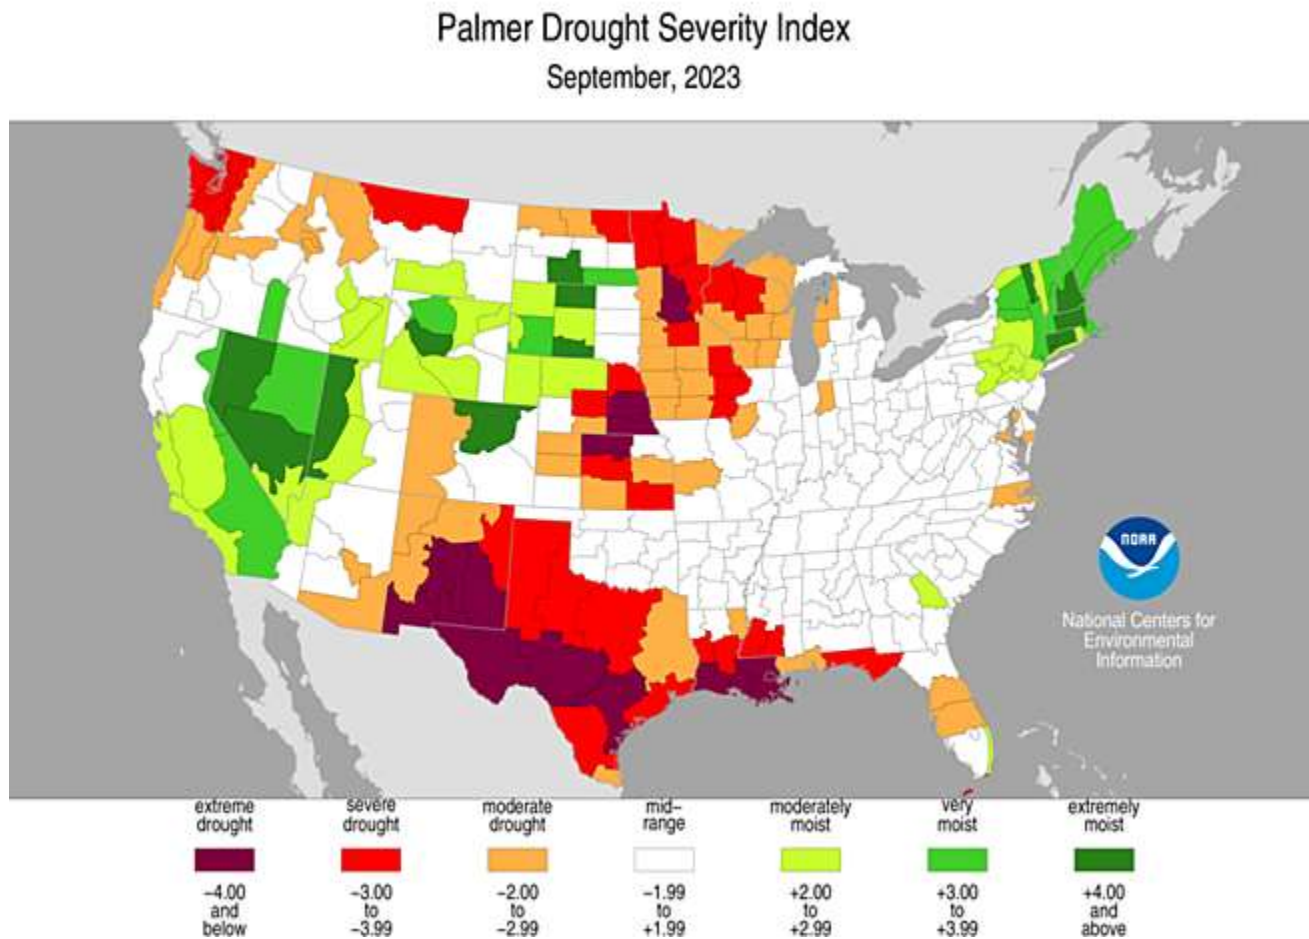 Palmer Drought Severity Index
September, 2023
NOAA
National Centers for
Environmental
Information
extreme
drought
severe
drought
moderate
drought
mid–
range
moderately
moist
very
moist
extremely
moist
−4.00
and
below
−3.00
to
−3.99
−2.00
to
−2.99
−1.99
to
+1.99
+2.00
to
+2.99
+3.00
to
+3.99
+4.00
and
above